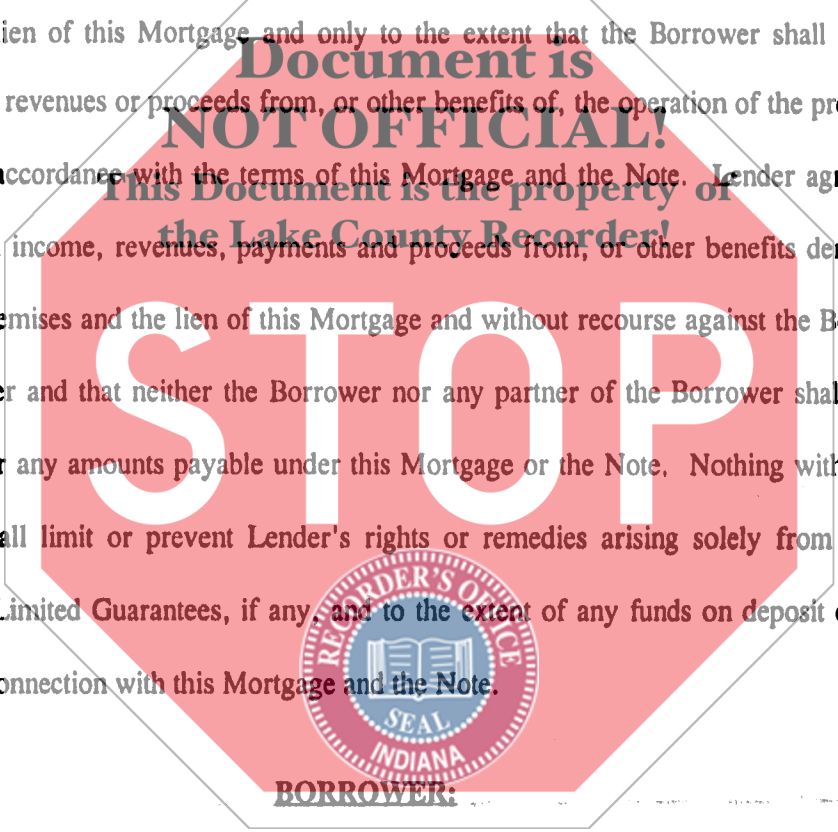 ien of this Mortgage and only to the extent that the Borrower shall
Document is
revenues or proceeds from, or other benefits of, the operation of the pro
NOT OFFICIAL!
accordance with the terms of this Mortgage and the Note. Lender agr
This Document is the property of
income, revenues, payments and proceeds from, or other benefits der
the Lake County Recorder!
emises and the lien of this Mortgage and without recourse against the B
STOP
er and that neither the Borrower nor any partner of the Borrower shal
r any amounts payable under this Mortgage or the Note. Nothing with
all limit or prevent Lender's rights or remedies arising solely from
Limited Guarantees, if any, and to the extent of any funds on deposit
onnection with this Mortgage and the Note.
RECORDER'S OFFICE
SEAL
INDIANA
BORROWER: